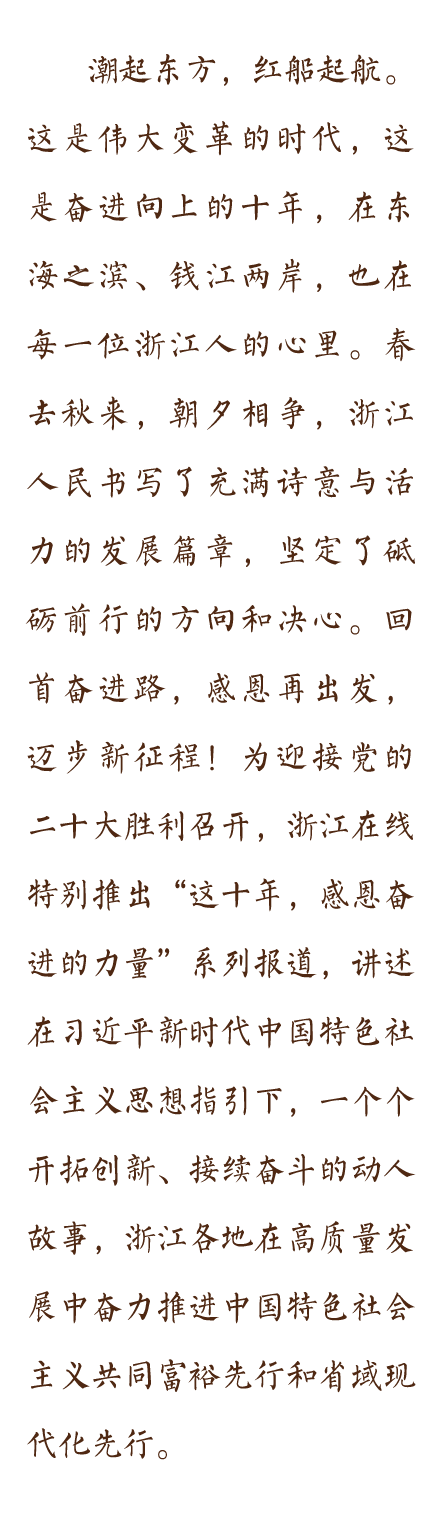 潮起东方，红船起航。
这是伟大变革的时代，这
是奋进向上的十年，在东
海之滨、钱江两岸，也在
每一位浙江人的心里。春
去秋来，朝夕相争，浙江
人民书写了充满诗意与活
力的发展篇章，坚定了砥
砺前行的方向和决心。回
首奋进路，感恩再出发，
迈步新征程！为迎接党的
二十大胜利召开，浙江在线
特别推出“这十年，感恩奋
进的力量”系列报道，讲述
在习近平新时代中国特色社
会主义思想指引下，一个个
开拓创新、接续奋斗的动人
故事，浙江各地在高质量发
展中奋力推进中国特色社会
主义共同富裕先行和省域现
代化先行。